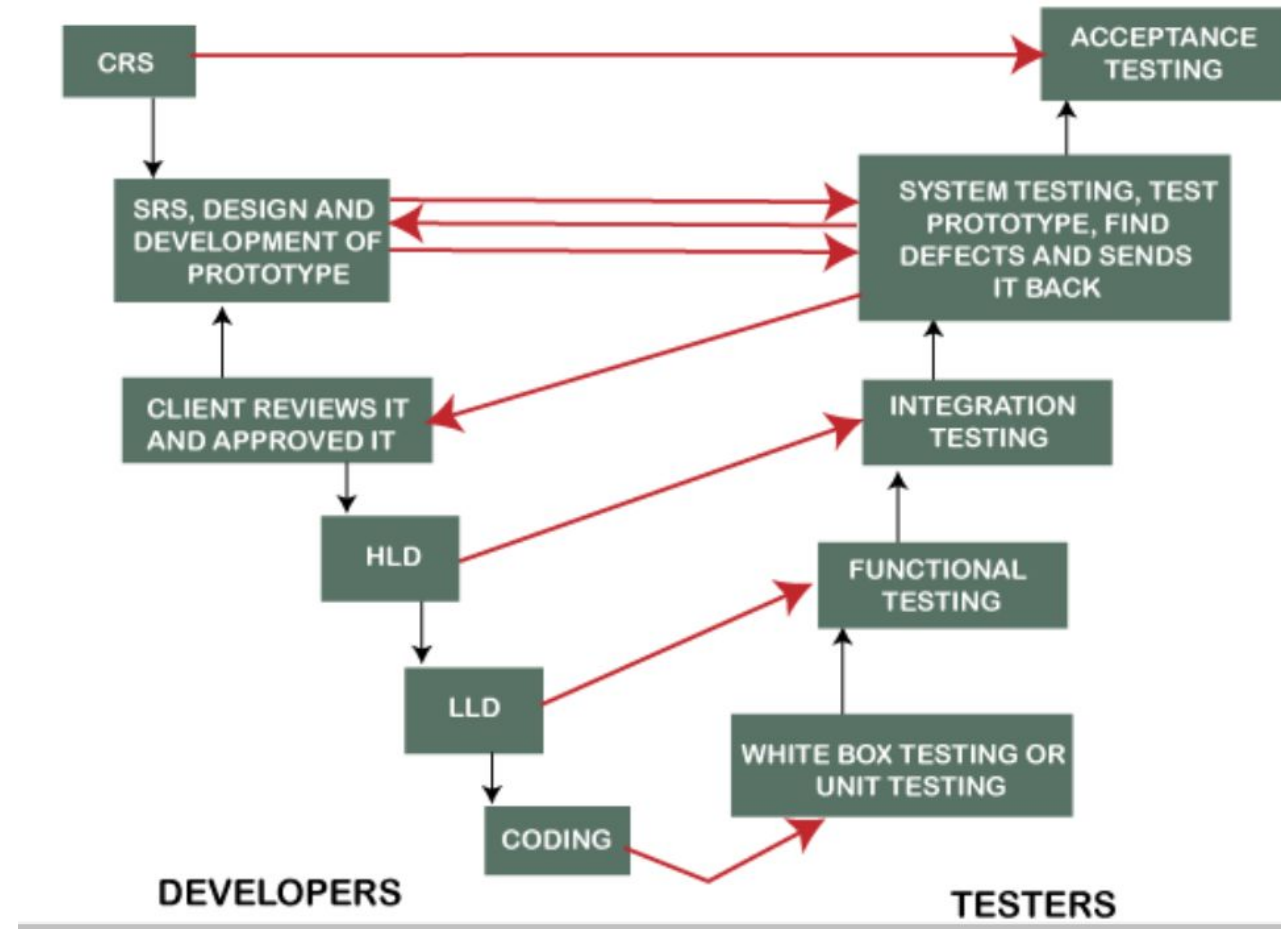 CRS
ACCEPTANCE
TESTING
SRS, DESIGN AND
DEVELOPMENT OF
PROTOTYPE
SYSTEM TESTING, TEST
PROTOTYPE, FIND
DEFECTS AND SENDS
IT BACK
CLIENT REVIEWS IT
AND APPROVED IT
INTEGRATION
TESTING
HLD
FUNCTIONAL
TESTING
LLD
WHITE BOX TESTING OR
UNIT TESTING
CODING
DEVELOPERS
TESTERS